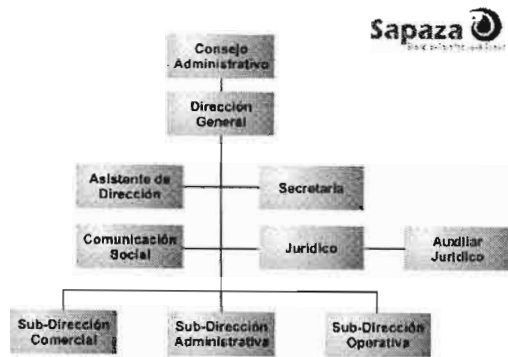 Sapaza
Consejo
Administrativo
Dirección
General
Asistente de
Dirección
Secretaria
Comunicación
Social
Jurídico
Auxiliar
Jurídico
Sub-Dirección
Comercial
Sub-Dirección
Administrativa
Sub-Dirección
Operativa